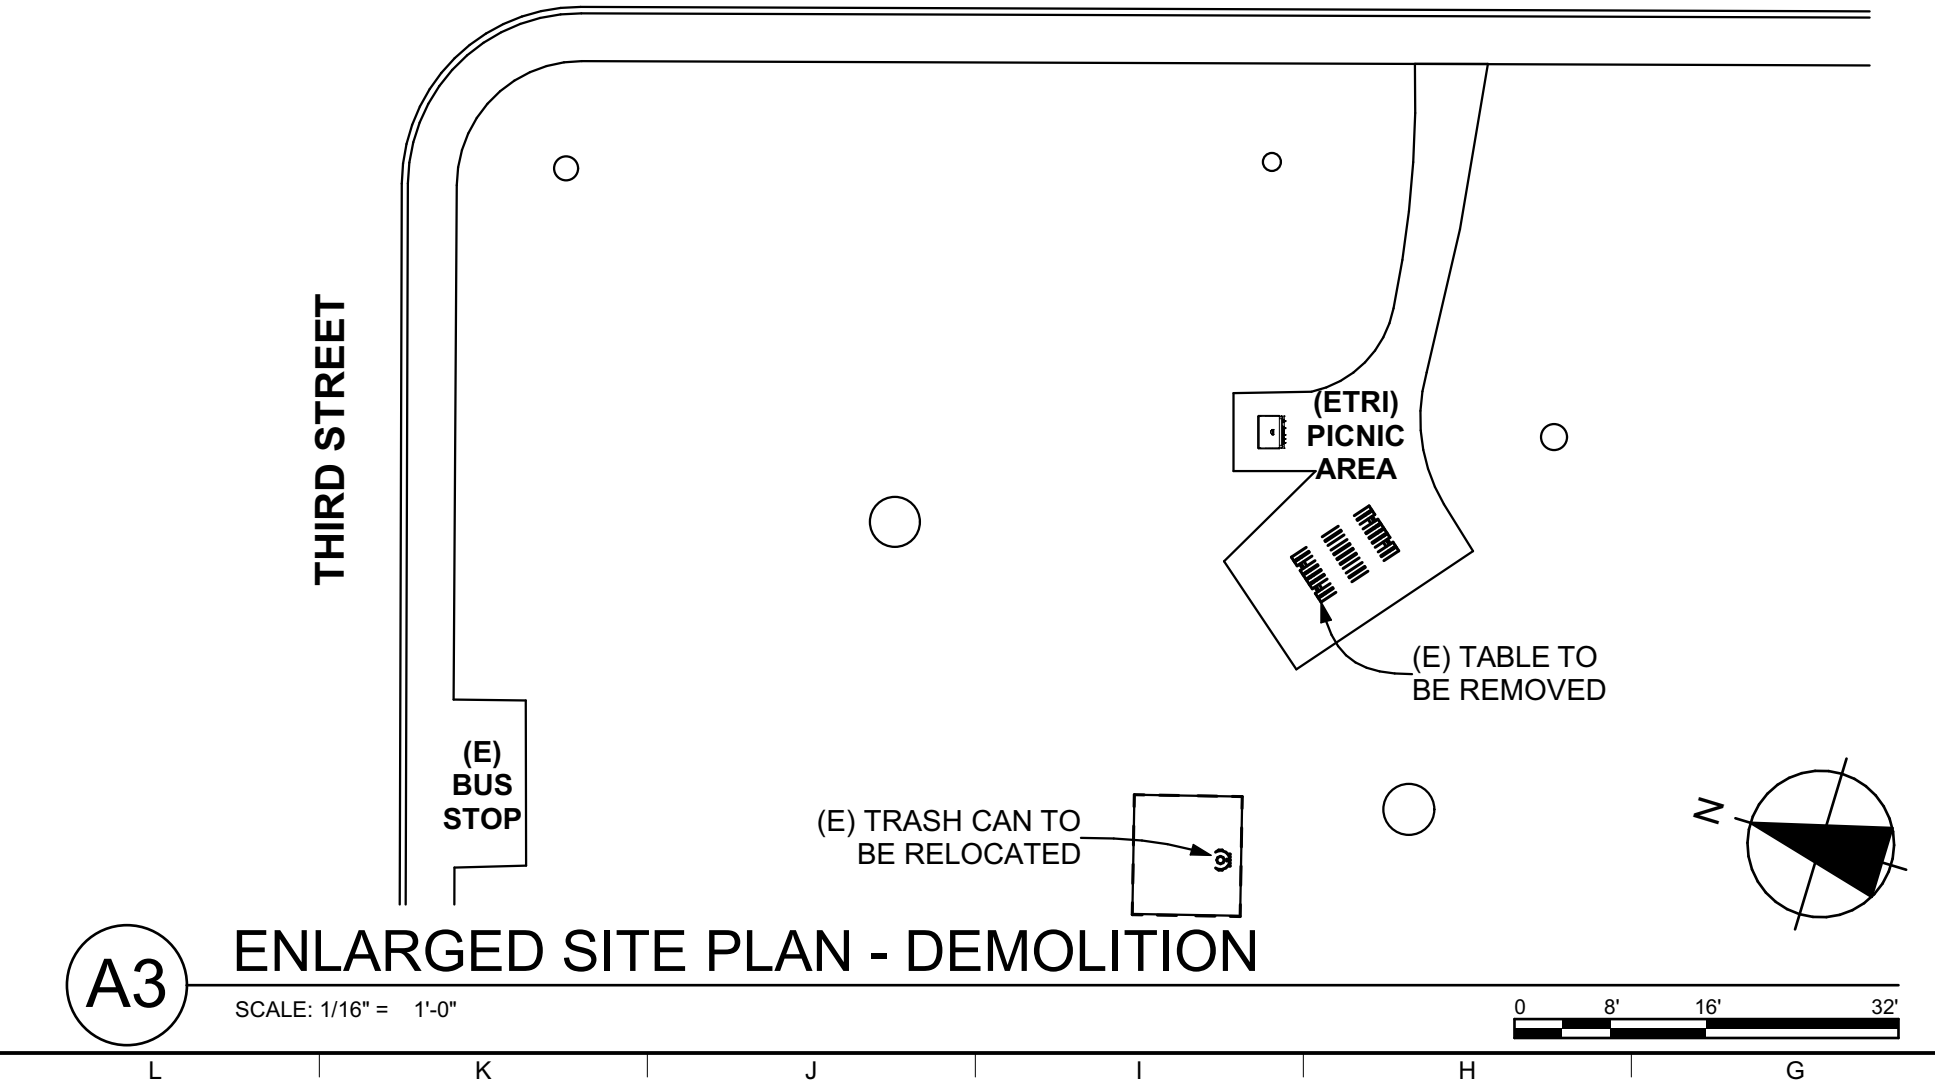 THIRD STREET
(ETRI)
PICNIC
AREA
(E) TABLE TO
BE REMOVED
(E)
BUS
STOP
(E) TRASH CAN TO
BE RELOCATED
N
A3
ENLARGED SITE PLAN - DEMOLITION
SCALE: 1/16" = 1'-0"
0 8' 16' 32'
L K J I H G